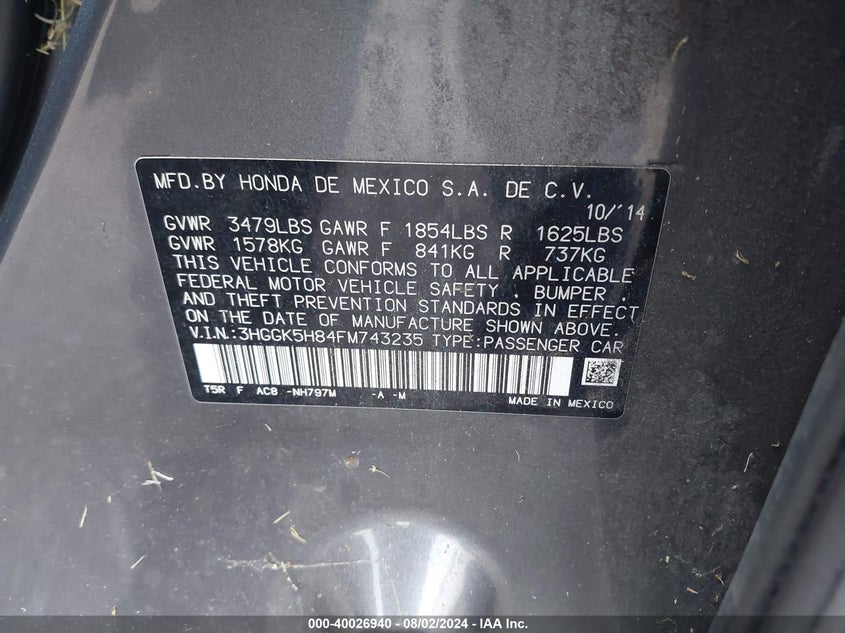 MFD.BY HONDA DE MEXICO S.A. DE C.V.
10/'14
GVWR 3479LBS GAWR F 1854LBS R 1625LBS
GVWR 1578KG GAWR F 841KG R 737KG
THIS VEHICLE CONFORMS TO ALL APPLICABLE
FEDERAL MOTOR VEHICLE SAFETY , BUMPER ,
AND THEFT PREVENTION STANDARDS IN EFFECT
ON THE DATE OF MANUFACTURE SHOWN ABOVE.
V.I.N.:3HGGK5H84FM743235 TYPE:PASSENGER CAR
T5R F AC8 -NH797M -A -M
MADE IN MEXICO
000-40026940 - 08/02/2024 - IAA Inc.